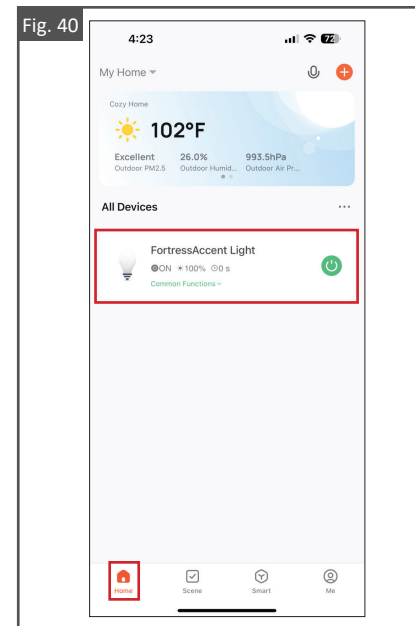 Fig. 40
4:23
72
My Home
Cozy Home
102°F
Excellent 26.0% 993.5hPa
Outdoor PM2.5 Outdoor Humid... Outdoor Air Pr...
All Devices
...
FortressAccent Light
ON 100% 0 s
Common Functions
Home Scene Smart Me